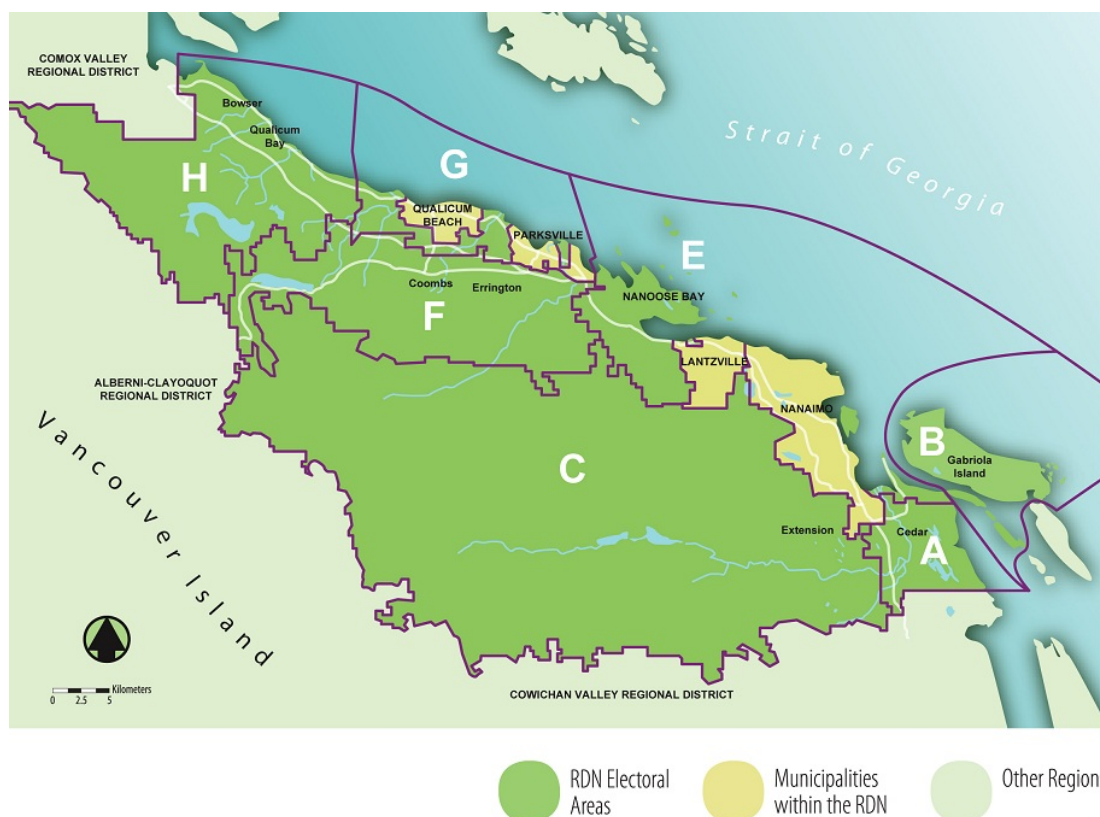 COMOX VALLEY
REGIONAL DISTRICT
Bowser
Qualicum
Bay
Strait of Georgia
H
G
QUALICUM
BEACH
PARKSVILLE
E
Coombs
Errington
NANOOSE BAY
F
LANTZVILLE
ALBERNI-CLAYOQUOT
REGIONAL DISTRICT
NANAIMO
Vancouver Island
C
B
Gabriola
Island
Extension
Cedar
A
Kilometers
0 2.5 5
COWICHAN VALLEY REGIONAL DISTRICT
RDN Electoral
Areas
Municipalities
within the RDN
Other Region